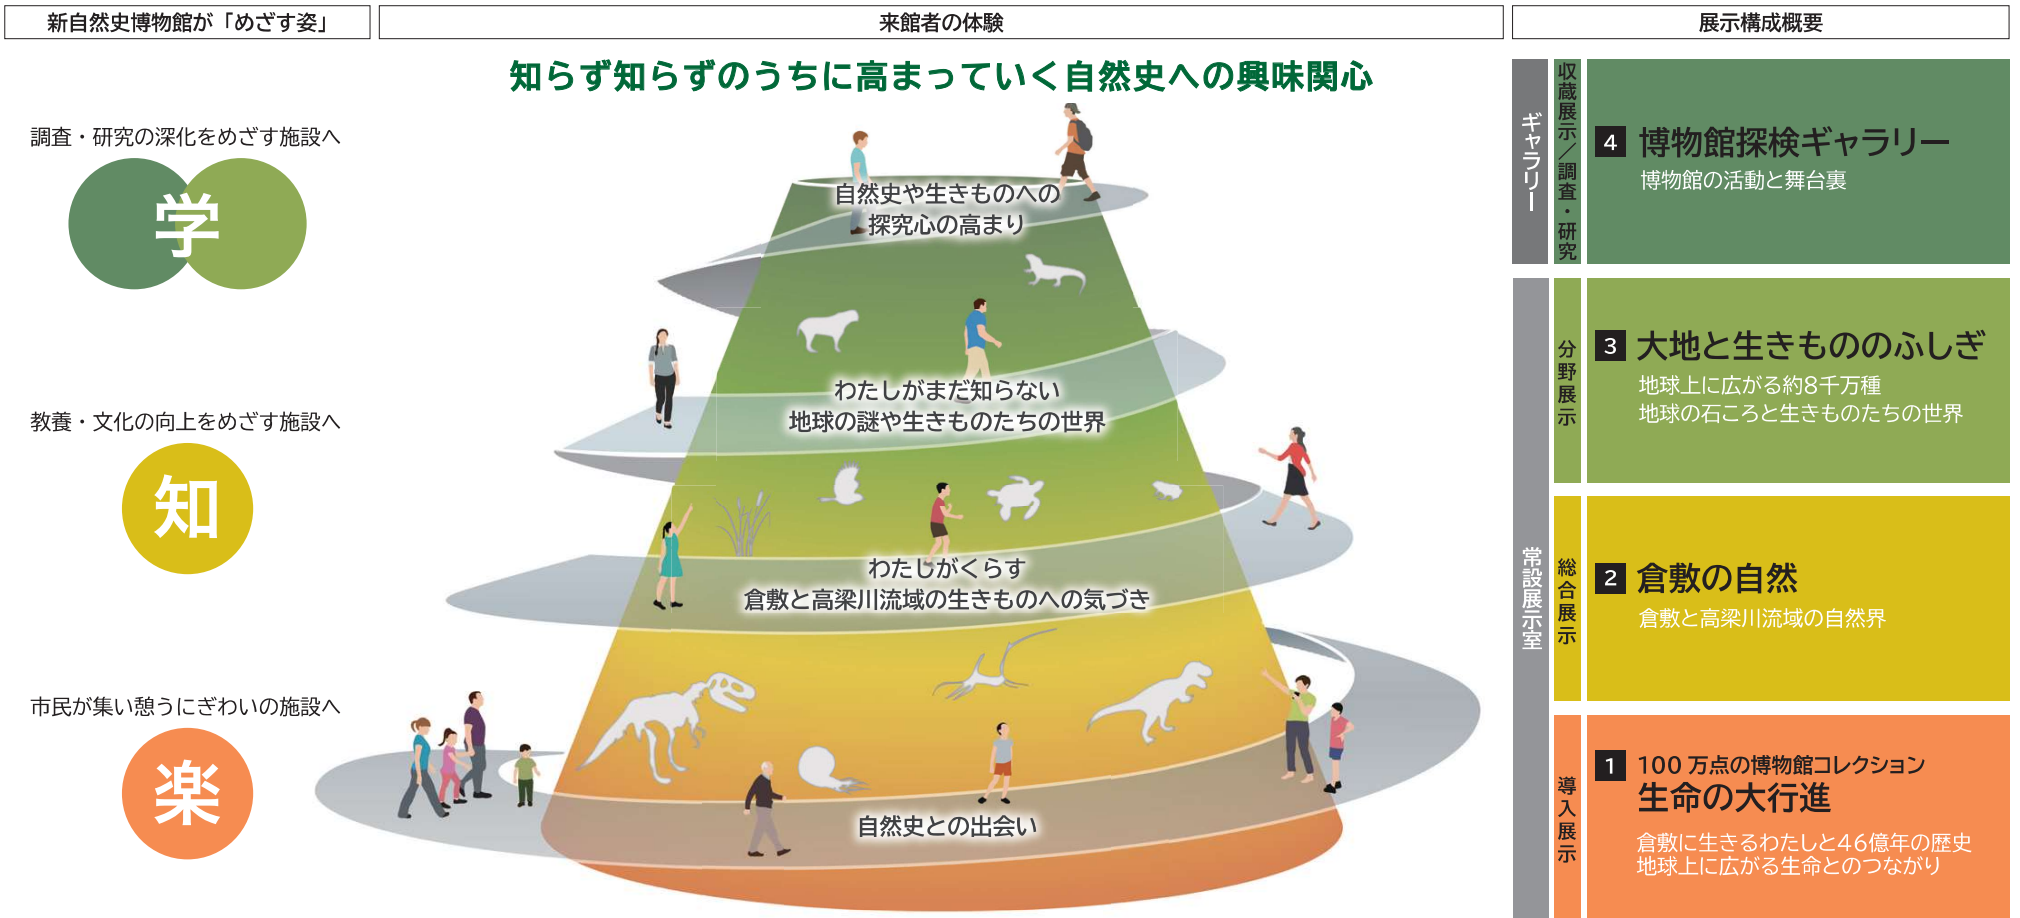 新自然史博物館が「めざす姿」
来館者の体験
展示構成概要
調査・研究の深化をめざす施設へ
学
教養・文化の向上をめざす施設へ
知
市民が集い憩うにぎわいの施設へ
楽
知らず知らずのうちに高まっていく自然史への興味関心
自然史や生きものへの
探究心の高まり
わたしがまだ知らない
地球の謎や生きものたちの世界
わたしがくらす
倉敷と高梁川流域の生きものへの気づき
自然史との出会い
ギャラリー
収蔵展示／調査・研究
4 博物館探検ギャラリー
博物館の活動と舞台裏
常設展示室
分野展示
3 大地と生きもののふしぎ
地球上に広がる約8千万種
地球の石ころと生きものたちの世界
総合展示
2 倉敷の自然
倉敷と高梁川流域の自然界
導入展示
1 100万点の博物館コレクション
生命の大行進
倉敷に生きるわたしと46億年の歴史
地球上に広がる生命とのつながり